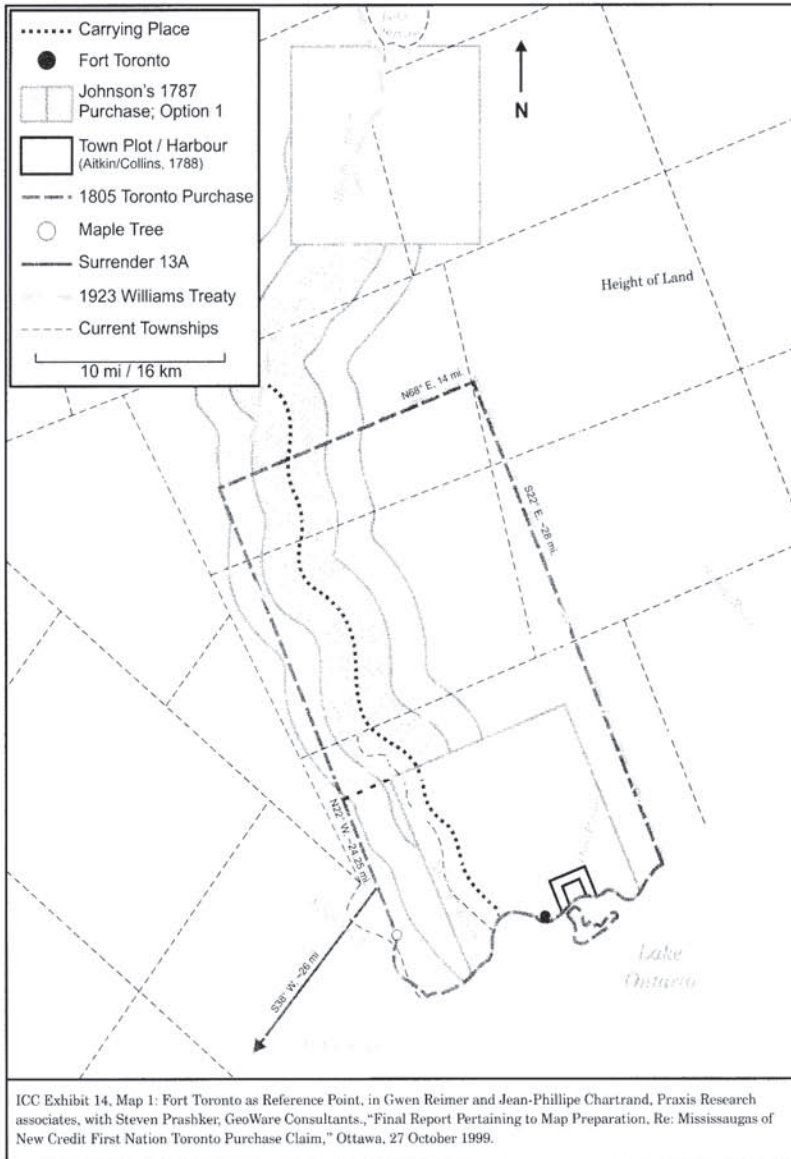 Carrying Place
Fort Toronto
Johnson's 1787
Purchase; Option 1
Town Plot / Harbour
(Aitkin/Collins, 1788)
1805 Toronto Purchase
Maple Tree
Surrender 13A
1923 Williams Treaty
Current Townships
10 mi / 16 km
N
Height of Land
N68° E, 14 mi.
S22° E, ~28 mi.
N22° W, ~24.25 mi
S38° W, ~26 mi
Lake
Ontario
ICC Exhibit 14, Map 1: Fort Toronto as Reference Point, in Gwen Reimer and Jean-Phillipe Chartrand, Praxis Research
associates, with Steven Prashker, GeoWare Consultants.,"Final Report Pertaining to Map Preparation, Re: Mississaugas of
New Credit First Nation Toronto Purchase Claim," Ottawa, 27 October 1999.